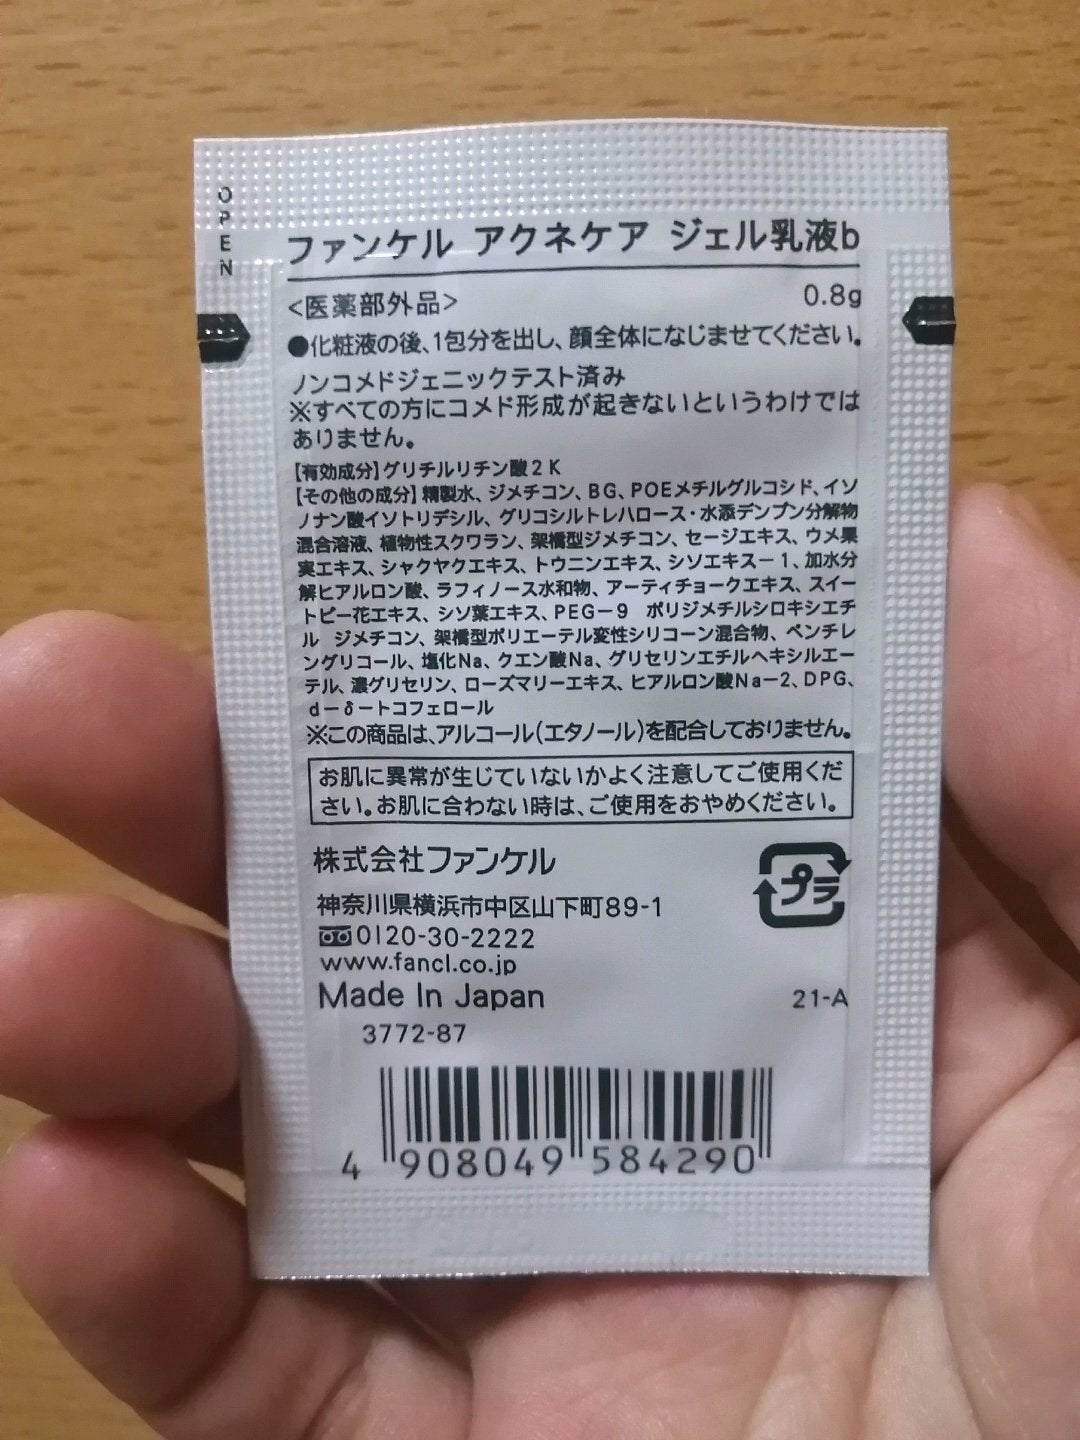 OPEN
ファンケル アクネケア ジェル乳液b
<医薬部外品> 0.8g
●化粧液の後、1包分を出し、顔全体になじませてください。
ノンコメドジェニックテスト済み
※すべての方にコメド形成が起きないというわけでは
ありません。
【有効成分】グリチルリチン酸2K
【その他の成分】精製水、ジメチコン、BG、POEメチルグルコシド、イソ
ノナン酸イソトリデシル、グリコシルトレハロース・水添デンプン分解物
混合溶液、植物性スクワラン、架橋型ジメチコン、セージエキス、ウメ果
実エキス、シャクヤクエキス、トウニンエキス、シソエキス－1、加水分
解ヒアルロン酸、ラフィノース水和物、アーティチョークエキス、スイー
トピー花エキス、シソ葉エキス、PEG－9 ポリジメチルシロキシエチ
ル ジメチコン、架橋型ポリエーテル変性シリコーン混合物、ペンチレ
ングリコール、塩化Na、クエン酸Na、グリセリンエチルヘキシルエー
テル、濃グリセリン、ローズマリーエキス、ヒアルロン酸Na－2、DPG、
d－δ－トコフェロール
※この商品は、アルコール(エタノール)を配合しておりません。
お肌に異常が生じていないかよく注意してご使用くだ
さい。お肌に合わない時は、ご使用をおやめください。
株式会社ファンケル
プラ
神奈川県横浜市中区山下町89-1
0120-30-2222
www.fancl.co.jp
Made In Japan 21-A
3772-87
4 908049 584290